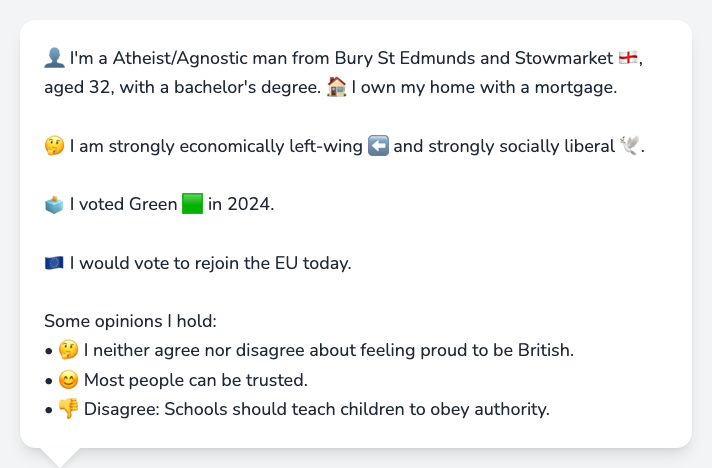 👤 I'm a Atheist/Agnostic man from Bury St Edmunds and Stowmarket 🏴󠁧󠁢󠁥󠁮󠁧󠁿,
aged 32, with a bachelor's degree. 🏠 I own my home with a mortgage.
🤔 I am strongly economically left-wing ⬅️ and strongly socially liberal 🕊️.
🗳️ I voted Green 🟩 in 2024.
🇪🇺 I would vote to rejoin the EU today.
Some opinions I hold:
• 🤔 I neither agree nor disagree about feeling proud to be British.
• 😊 Most people can be trusted.
• 👎 Disagree: Schools should teach children to obey authority.